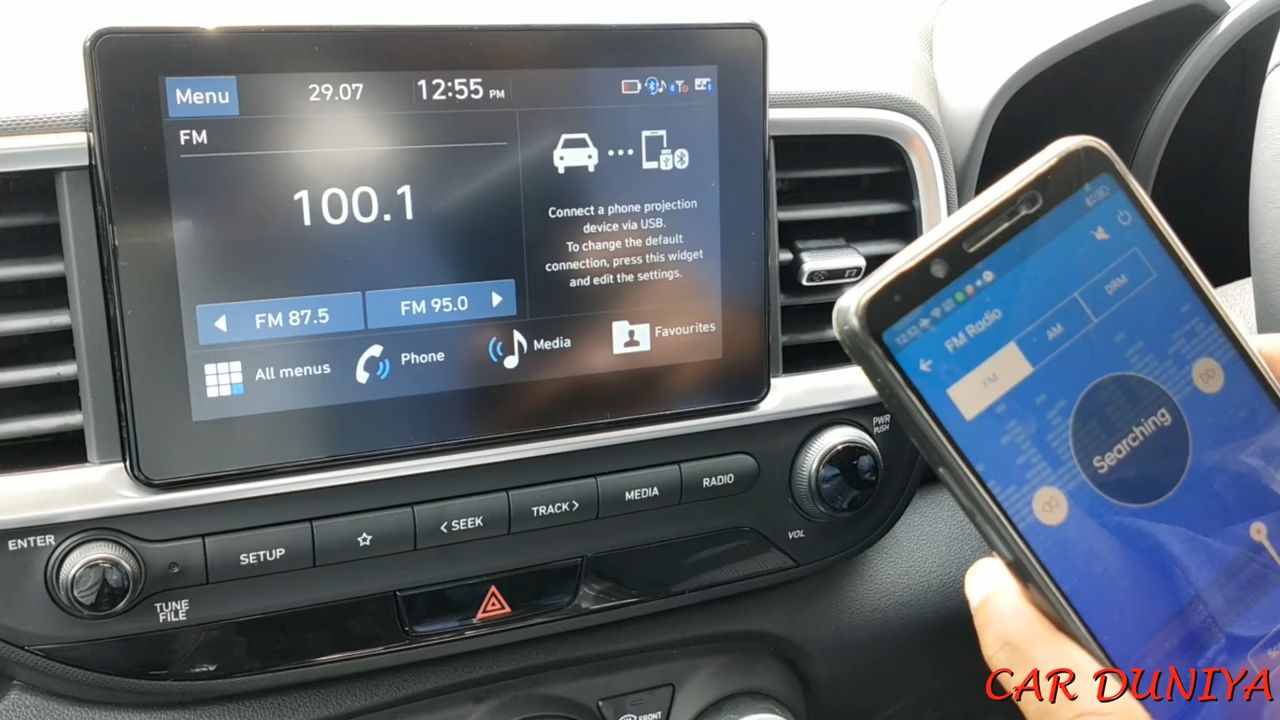 Menu
29.07
12:55 PM
FM
100.1
Connect a phone projection
device via USB.
To change the default
connection, press this widget
and edit the settings.
FM 87.5
FM 95.0
All menus
Phone
Media
Favourites
PWR
PUSH
VOL
ENTER
SETUP
< SEEK
TRACK >
MEDIA
RADIO
TUNE
FILE
FRONT
12:52
FM Radio
FM
AM
DRM
Searching
CAR DUNIYA